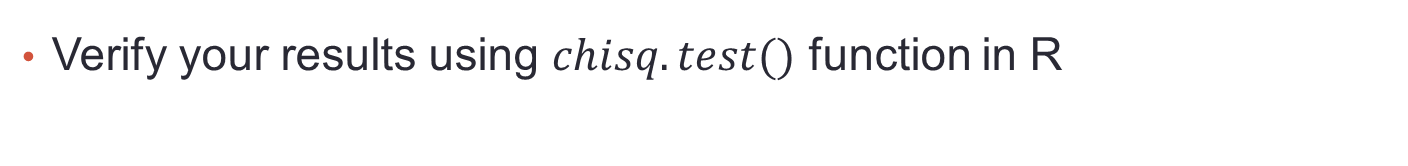 • Verify your results using chisq.test() function in R